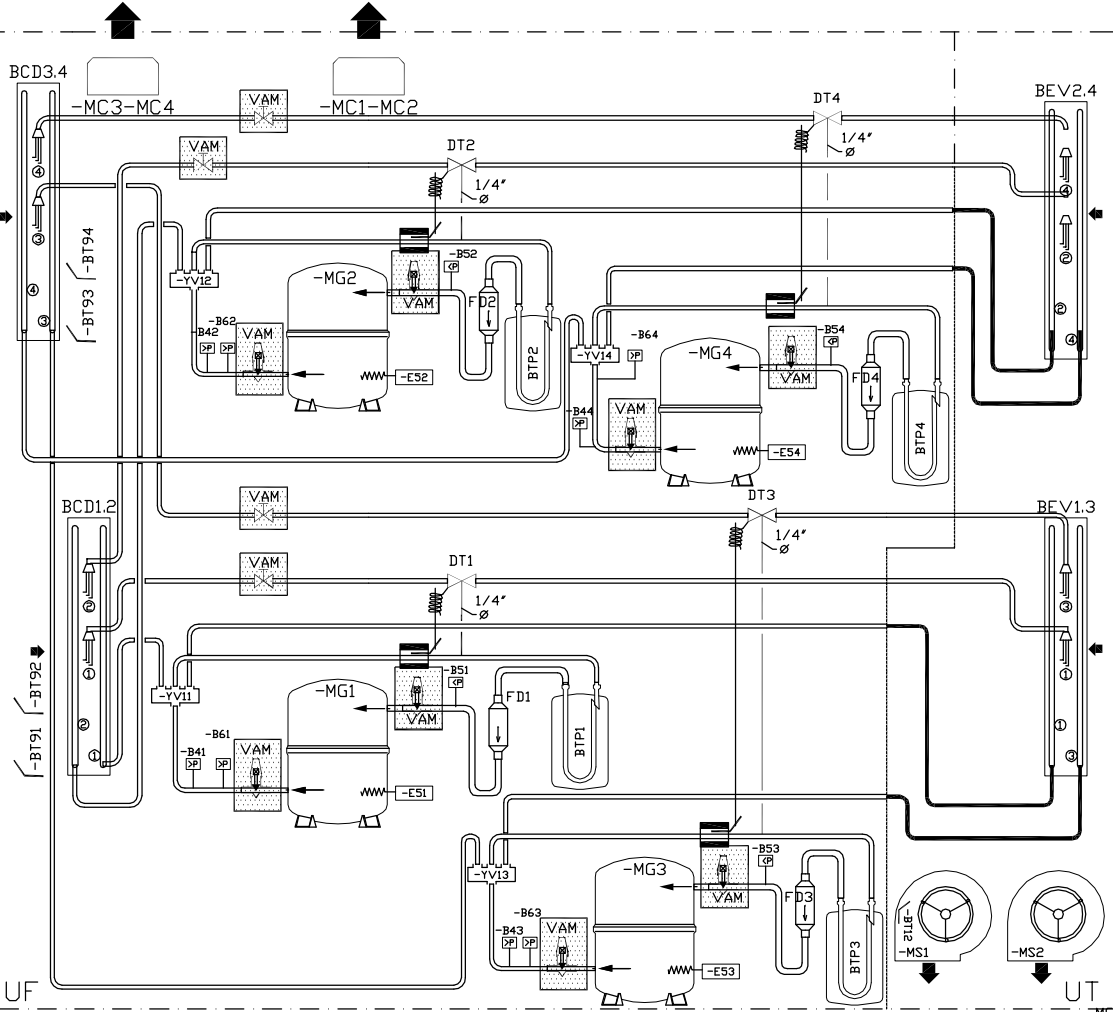 BCD3.4
-MC3-MC4
VAM
-MC1-MC2
DT4
BEV2.4
1/4"
Ø
VAM
DT2
1/4"
Ø
④
③
④
②
-BT94
-BT93
④
③
-YV12
-MG2
-B52
VAM
FD2
BTP2
②
④
-B42
-B62
>P
>P
<P
VAM
-E52
-YV14
-B64
>P
-MG4
-B54
<P
VAM
FD4
BTP4
-B44
>P
VAM
-E54
BCD1.2
VAM
DT3
BEV1.3
1/4"
Ø
VAM
DT1
1/4"
Ø
②
①
③
①
-BT92
-BT91
②
①
-YV11
-MG1
-B51
<P
VAM
FD1
BTP1
①
③
-B41
-B61
>P
>P
VAM
-E51
-YV13
-MG3
-B53
<P
VAM
FD3
BTP3
-B43
-B63
>P
>P
VAM
-E53
-BT12
-MS1
-MS2
UF
UT